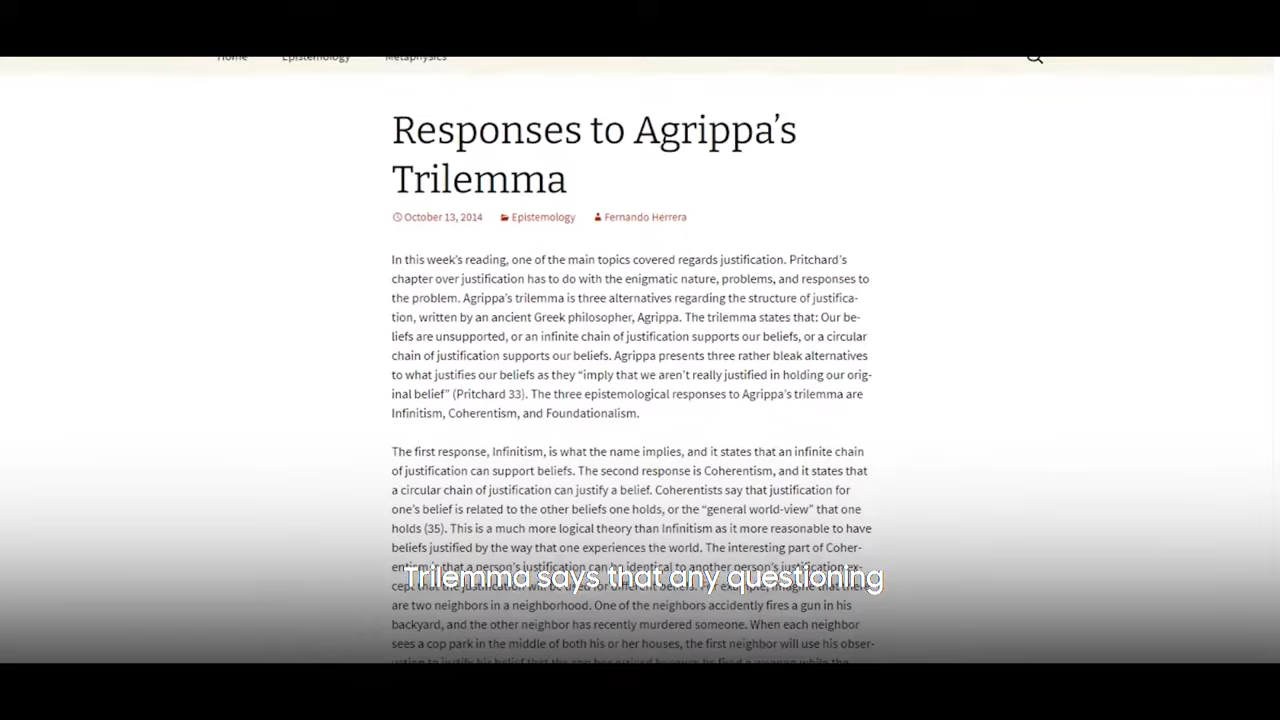 Home Epistemology Metaphysics
Responses to Agrippa's
Trilemma
October 13, 2014 Epistemology Fernando Herrera
In this week's reading, one of the main topics covered regards justification. Pritchard's
chapter over justification has to do with the enigmatic nature, problems, and responses to
the problem. Agrippa's trilemma is three alternatives regarding the structure of justifica-
tion, written by an ancient Greek philosopher, Agrippa. The trilemma states that: Our be-
liefs are unsupported, or an infinite chain of justification supports our beliefs, or a circular
chain of justification supports our beliefs. Agrippa presents three rather bleak alternatives
to what justifies our beliefs as they “imply that we aren't really justified in holding our orig-
inal belief” (Pritchard 33). The three epistemological responses to Agrippa's trilemma are
Infinitism, Coherentism, and Foundationalism.
The first response, Infinitism, is what the name implies, and it states that an infinite chain
of justification can support beliefs. The second response is Coherentism, and it states that
a circular chain of justification can justify a belief. Coherentists say that justification for
one's belief is related to the other beliefs one holds, or the “general world-view” that one
holds (35). This is a much more logical theory than Infinitism as it more reasonable to have
beliefs justified by the way that one experiences the world. The interesting part of Coher-
entism is that a person's justification can be identical to another person's justification ex-
Trilemma says that any questioning
cept that the justification will be used for different beliefs. For example, imagine that there
are two neighbors in a neighborhood. One of the neighbors accidently fires a gun in his
backyard, and the other neighbor has recently murdered someone. When each neighbor
sees a cop park in the middle of both his or her houses, the first neighbor will use his obser-